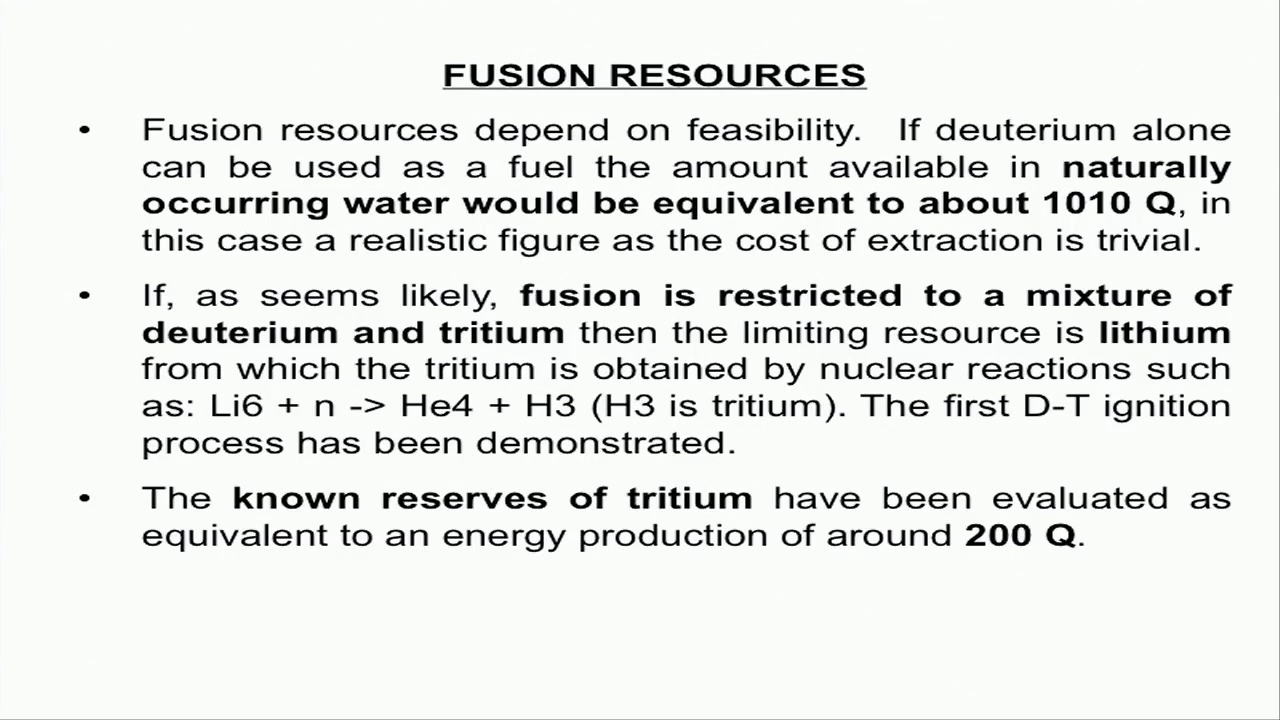 FUSION RESOURCES
• Fusion resources depend on feasibility. If deuterium alone
can be used as a fuel the amount available in naturally
occurring water would be equivalent to about 1010 Q, in
this case a realistic figure as the cost of extraction is trivial.
• If, as seems likely, fusion is restricted to a mixture of
deuterium and tritium then the limiting resource is lithium
from which the tritium is obtained by nuclear reactions such
as: Li6 + n -> He4 + H3 (H3 is tritium). The first D-T ignition
process has been demonstrated.
• The known reserves of tritium have been evaluated as
equivalent to an energy production of around 200 Q.